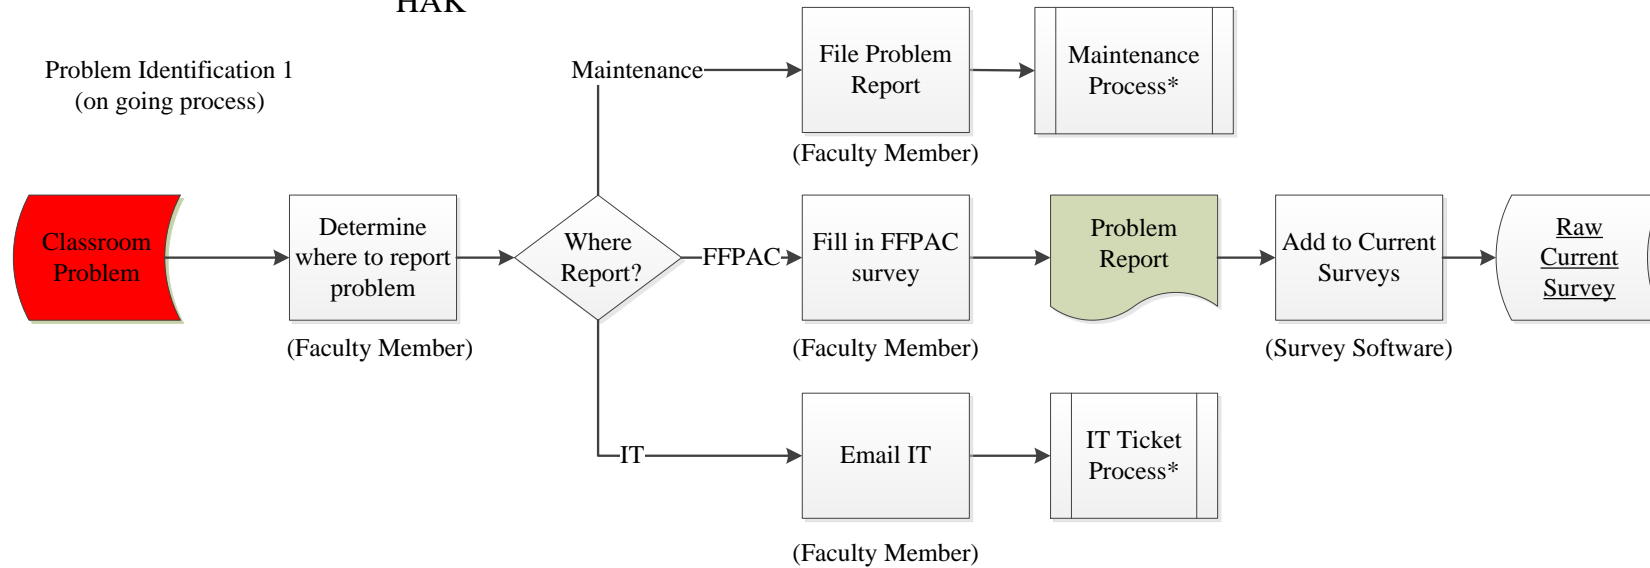 HAK
Problem Identification 1
(on going process)
Maintenance
File Problem
Report
Maintenance
Process*
(Faculty Member)
Classroom
Problem
Determine
where to report
problem
Where
Report?
FFPAC
Fill in FFPAC
survey
Problem
Report
Add to Current
Surveys
Raw
Current
Survey
(Faculty Member)
(Faculty Member)
(Survey Software)
IT
Email IT
IT Ticket
Process*
(Faculty Member)